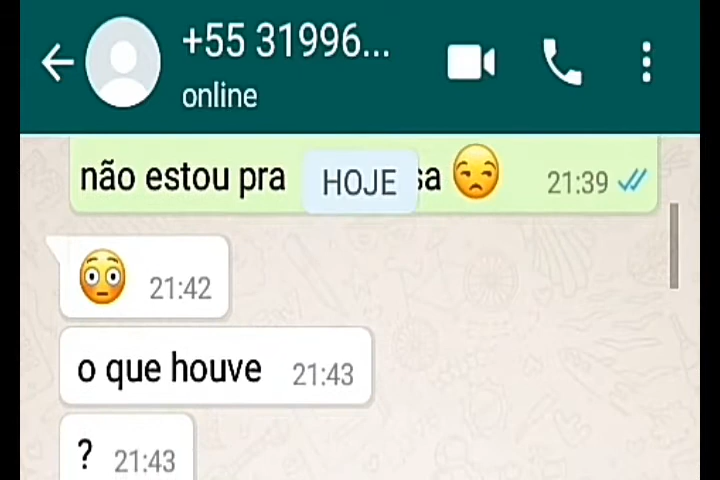 +55 31996...
online
não estou pra HOJE sa 21:39
21:42
o que houve 21:43
? 21:43